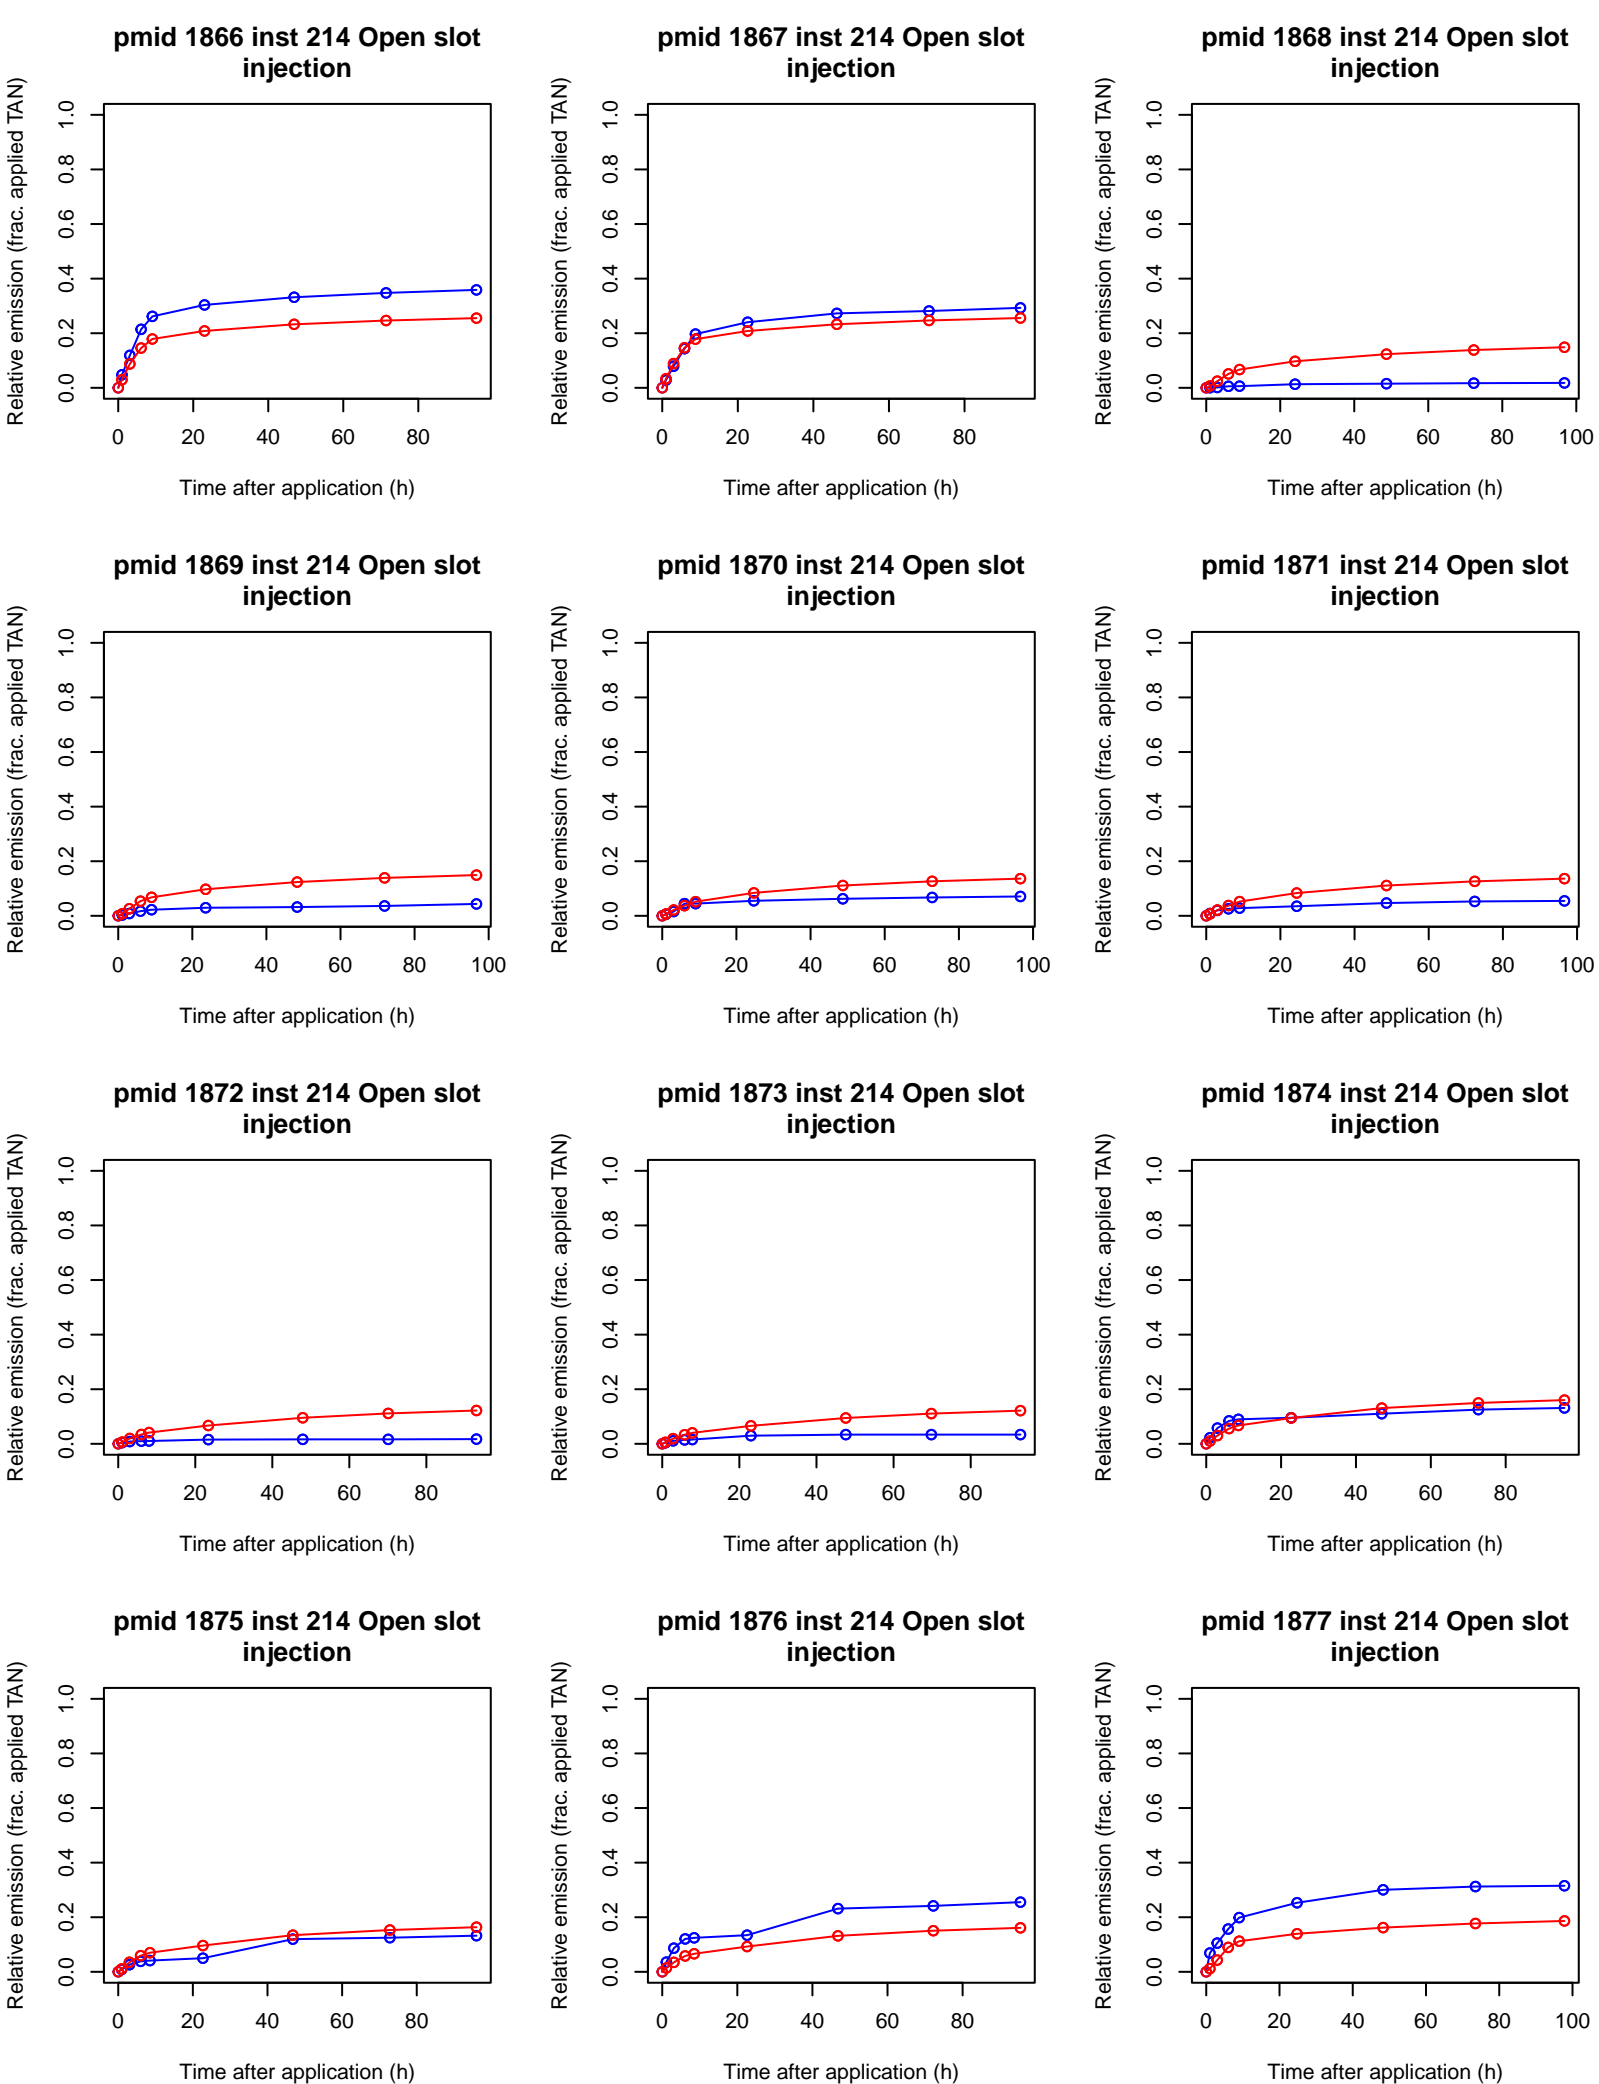 pmid 1866 inst 214 Open slot
injection
Relative emission (frac. applied TAN)
1.0
0.8
0.6
0.4
0.2
0.0
0 20 40 60 80
Time after application (h)
pmid 1867 inst 214 Open slot
injection
Relative emission (frac. applied TAN)
1.0
0.8
0.6
0.4
0.2
0.0
0 20 40 60 80
Time after application (h)
pmid 1868 inst 214 Open slot
injection
Relative emission (frac. applied TAN)
1.0
0.8
0.6
0.4
0.2
0.0
0 20 40 60 80 100
Time after application (h)
pmid 1869 inst 214 Open slot
injection
Relative emission (frac. applied TAN)
1.0
0.8
0.6
0.4
0.2
0.0
0 20 40 60 80 100
Time after application (h)
pmid 1870 inst 214 Open slot
injection
Relative emission (frac. applied TAN)
1.0
0.8
0.6
0.4
0.2
0.0
0 20 40 60 80 100
Time after application (h)
pmid 1871 inst 214 Open slot
injection
Relative emission (frac. applied TAN)
1.0
0.8
0.6
0.4
0.2
0.0
0 20 40 60 80 100
Time after application (h)
pmid 1872 inst 214 Open slot
injection
Relative emission (frac. applied TAN)
1.0
0.8
0.6
0.4
0.2
0.0
0 20 40 60 80
Time after application (h)
pmid 1873 inst 214 Open slot
injection
Relative emission (frac. applied TAN)
1.0
0.8
0.6
0.4
0.2
0.0
0 20 40 60 80
Time after application (h)
pmid 1874 inst 214 Open slot
injection
Relative emission (frac. applied TAN)
1.0
0.8
0.6
0.4
0.2
0.0
0 20 40 60 80
Time after application (h)
pmid 1875 inst 214 Open slot
injection
Relative emission (frac. applied TAN)
1.0
0.8
0.6
0.4
0.2
0.0
0 20 40 60 80
Time after application (h)
pmid 1876 inst 214 Open slot
injection
Relative emission (frac. applied TAN)
1.0
0.8
0.6
0.4
0.2
0.0
0 20 40 60 80
Time after application (h)
pmid 1877 inst 214 Open slot
injection
Relative emission (frac. applied TAN)
1.0
0.8
0.6
0.4
0.2
0.0
0 20 40 60 80 100
Time after application (h)